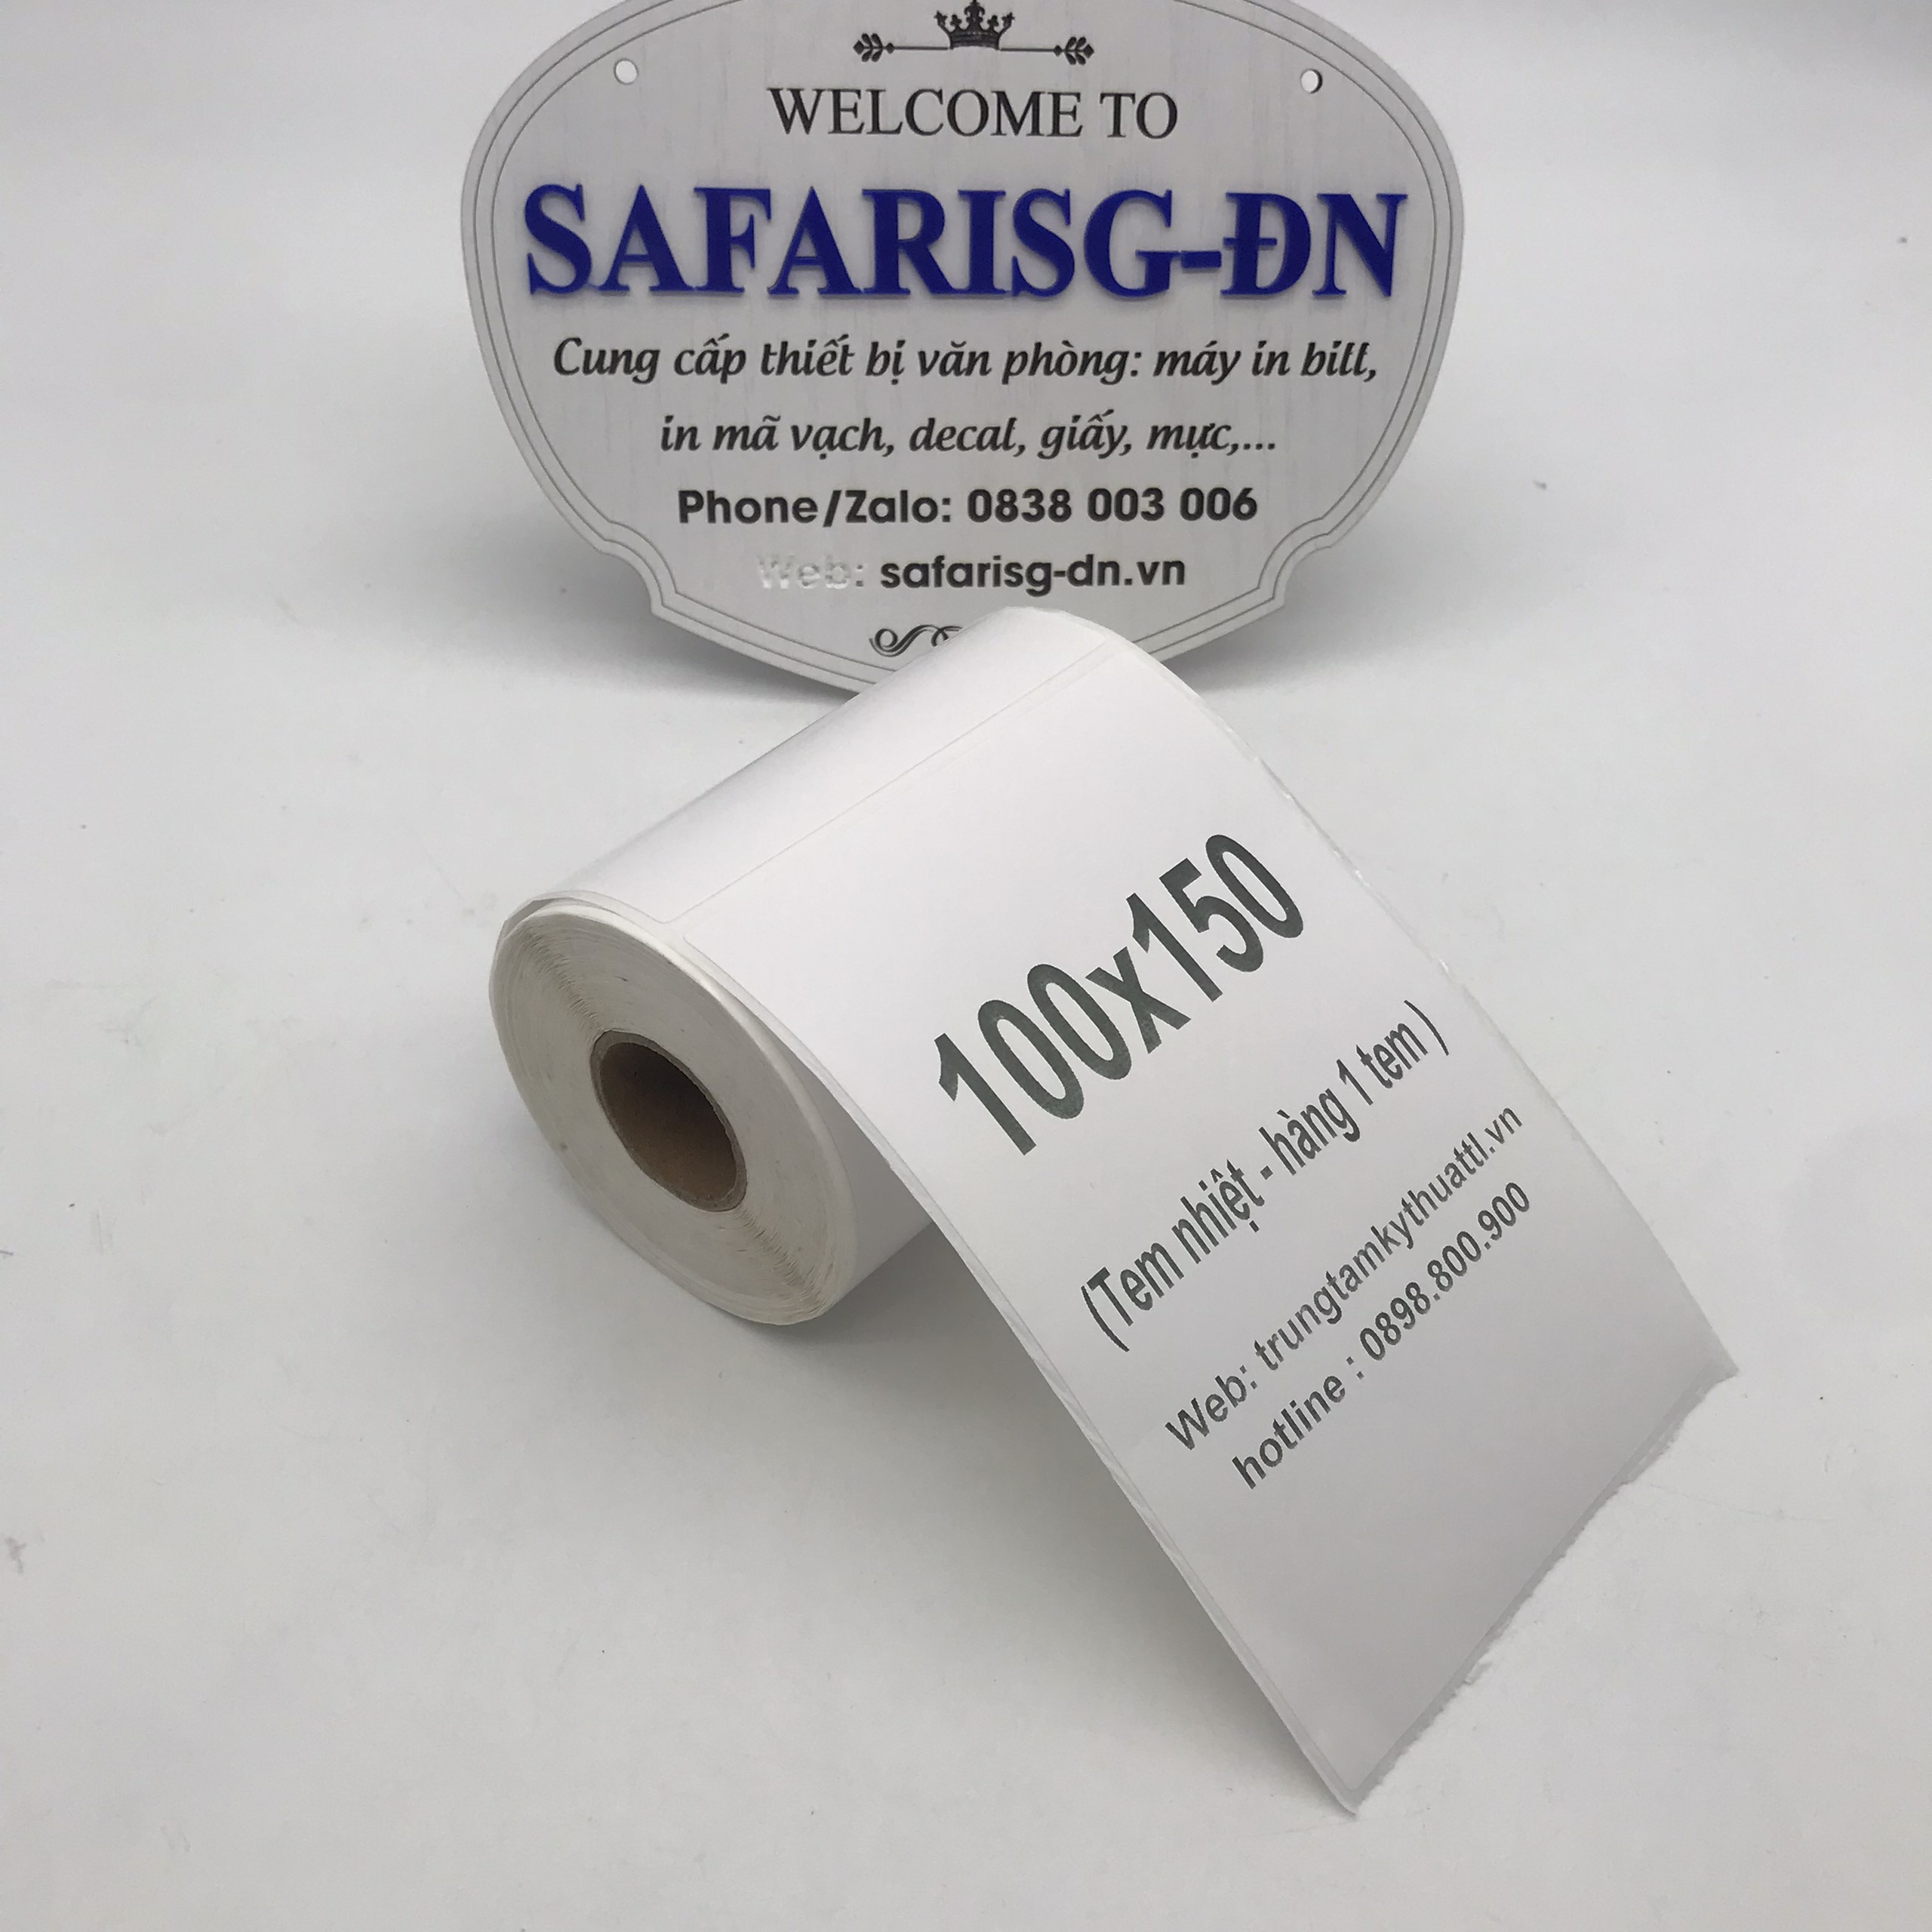 WELCOME TO
SAFARISG-ĐN
Cung cấp thiết bị văn phòng: máy in bill,
in mã vạch, decal, giấy, mực,...
Phone/Zalo: 0838 003 006
Web: safarisg-dn.vn
100x150
(Tem nhiệt - hàng 1 tem )
Web: trungtamkythuattl.vn
hotline : 0898.800.900